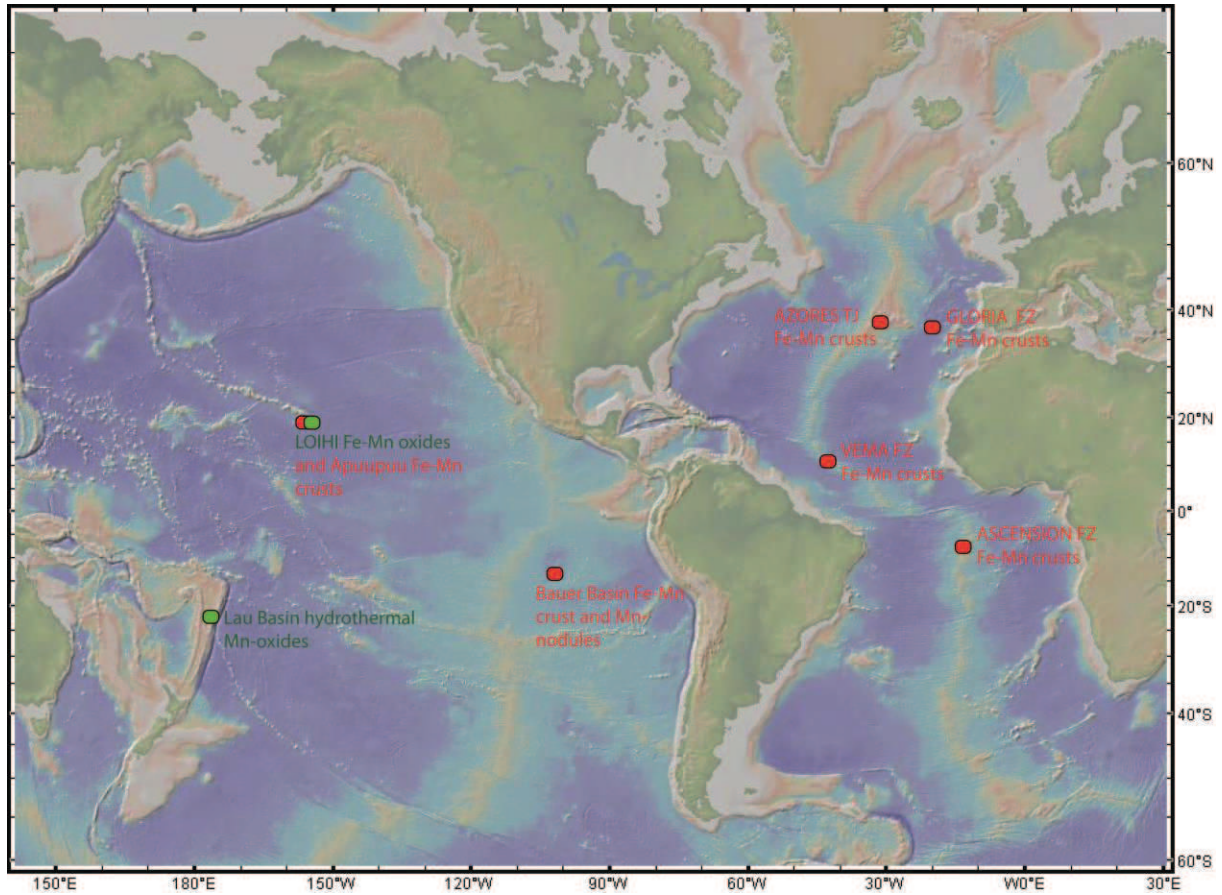 60°N
AZORES TJ
Fe-Mn crusts
GLORIA FZ
Fe-Mn crusts
40°N
20°N
LOIHI Fe-Mn oxides
and Apuupuu Fe-Mn
crusts
VEMA FZ
Fe-Mn crusts
0°
ASCENSION FZ
Fe-Mn crusts
Bauer Basin Fe-Mn
crust and Mn-
nodules
Lau Basin hydrothermal
Mn-oxides
20°S
40°S
60°S
150°E 180°E 150°W 120°W 90°W 60°W 30°W W0°E 30°E